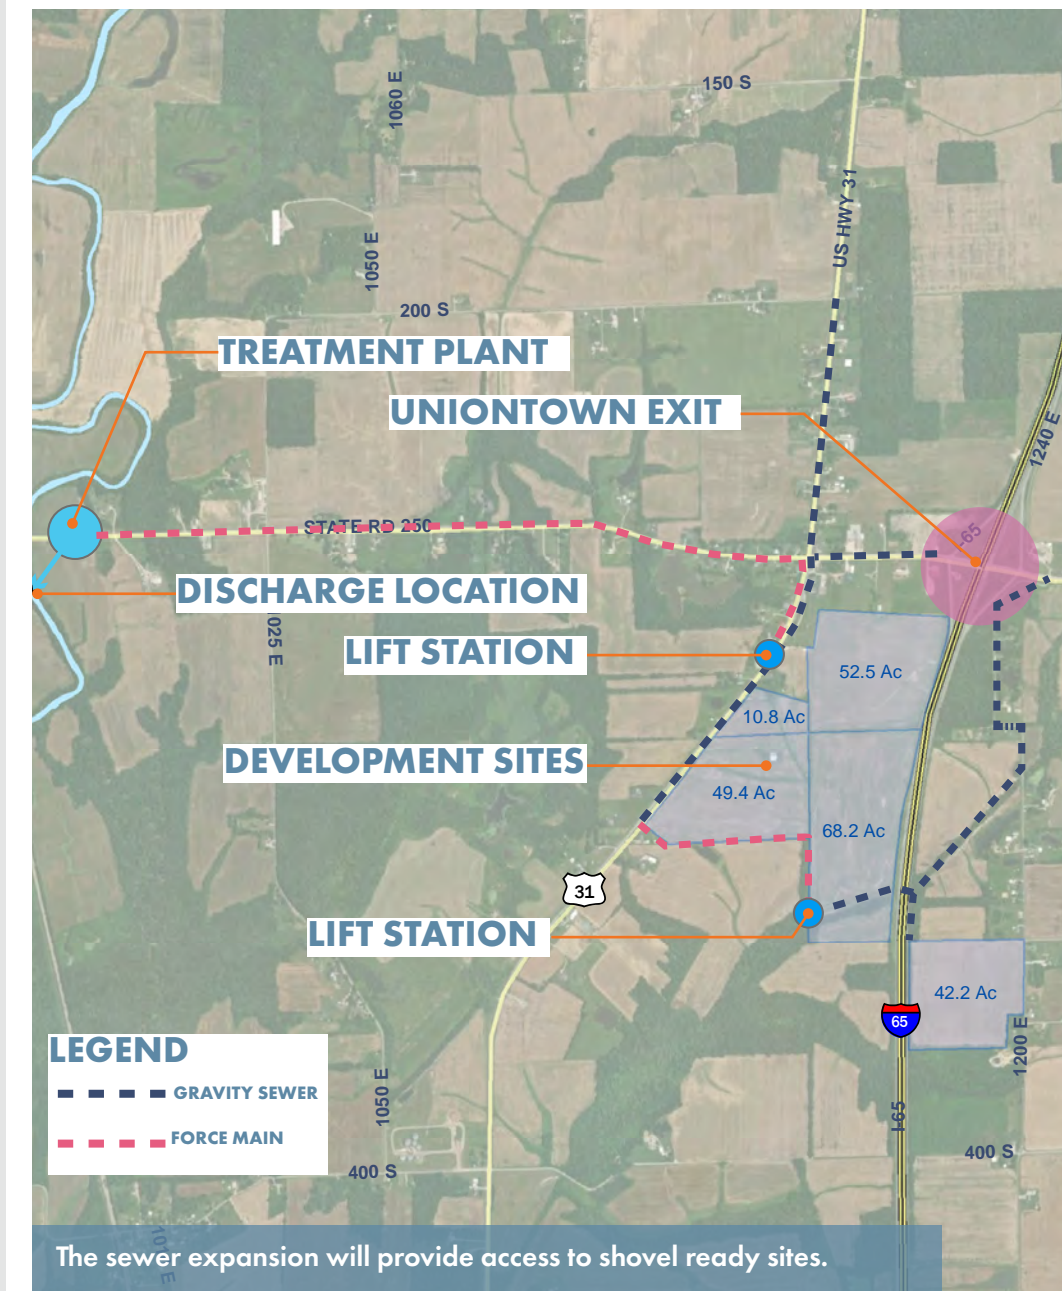 150 S
1060 E
US HWY 31
1050 E
200 S
TREATMENT PLANT
UNIONTOWN EXIT
1240 E
STATE RD 250
-65
DISCHARGE LOCATION
025 E
LIFT STATION
52.5 Ac
10.8 Ac
DEVELOPMENT SITES
49.4 Ac
68.2 Ac
31
LIFT STATION
42.2 Ac
65
1200 E
LEGEND
GRAVITY SEWER
FORCE MAIN
1050 E
I-65
400 S
400 S
The sewer expansion will provide access to shovel ready sites.